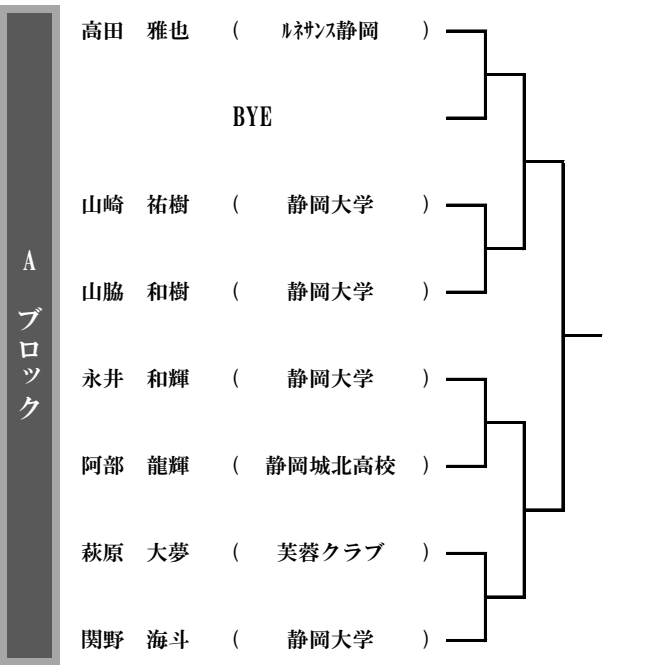 A ブロック
高田 雅也 ( ﾙﾈｻﾝｽ静岡 )
BYE
山崎 祐樹 ( 静岡大学 )
山脇 和樹 ( 静岡大学 )
永井 和輝 ( 静岡大学 )
阿部 龍輝 ( 静岡城北高校 )
萩原 大夢 ( 芙蓉クラブ )
関野 海斗 ( 静岡大学 )